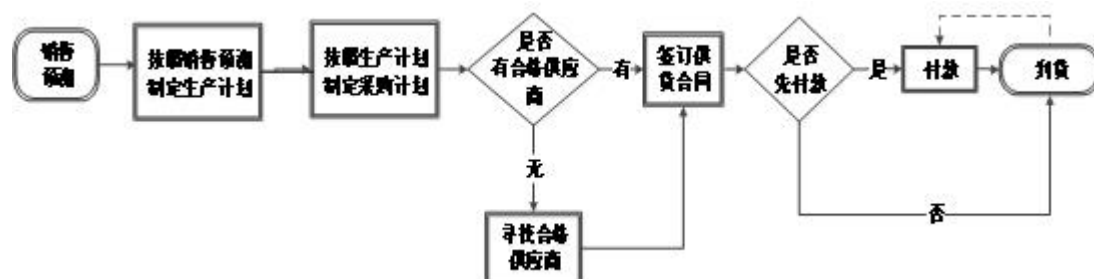 销售
预测
按照销售预测
制定生产计划
按照生产计划
制定采购计划
是否
有合格供应
商
有
签订供
货合同
是否
先付款
是
付款
到货
无
否
寻找合格
供应商